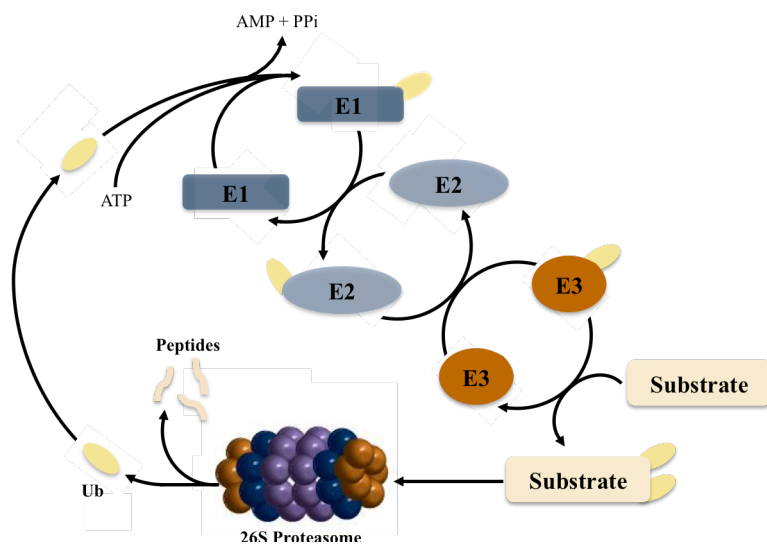 AMP + PPi
E1
E1
E2
ATP
E2
E3
Peptides
E3
Substrate
Substrate
Ub
26S Proteasome